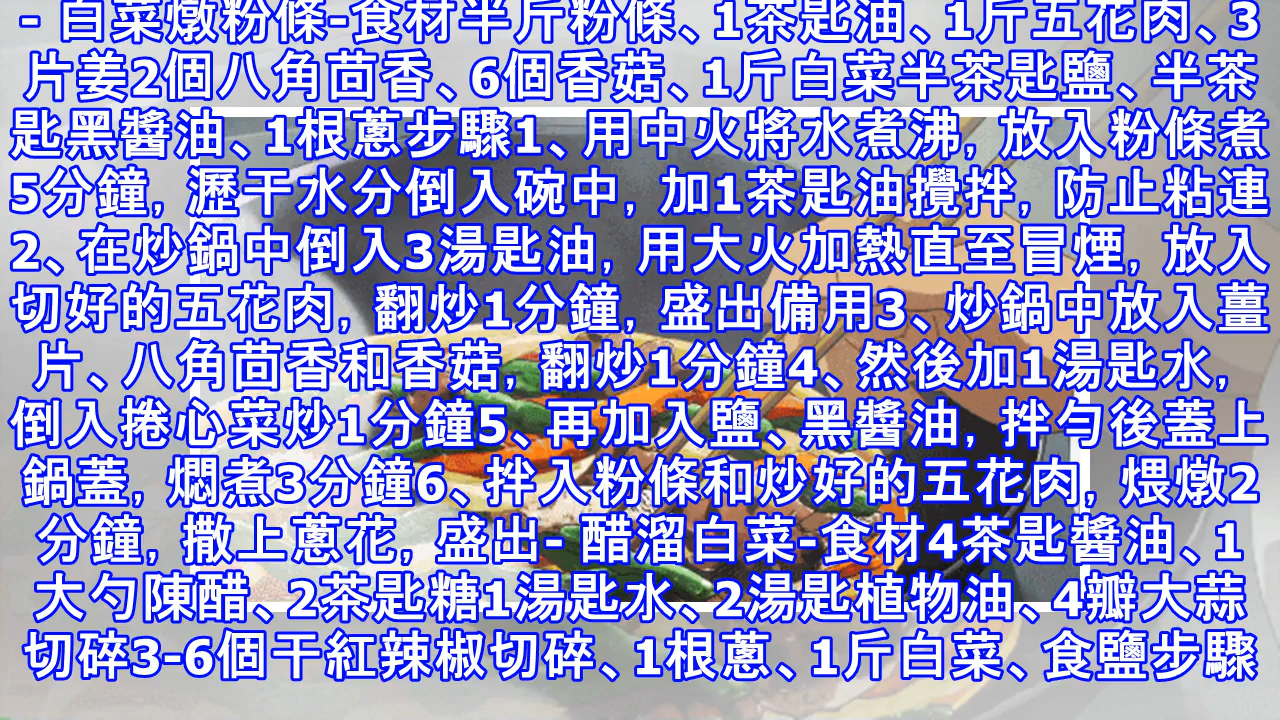 - 白菜燉粉條-食材半斤粉條、1茶匙油、1斤五花肉、3
片姜2個八角茴香、6個香菇、1斤白菜半茶匙鹽、半茶
匙黑醬油、1根蔥步驟1、用中火將水煮沸, 放入粉條煮
5分鐘, 瀝干水分倒入碗中, 加1茶匙油攪拌, 防止粘連
2、在炒鍋中倒入3湯匙油, 用大火加熱直至冒煙, 放入
切好的五花肉, 翻炒1分鐘, 盛出備用3、炒鍋中放入薑
片、八角茴香和香菇, 翻炒1分鐘4、然後加1湯匙水,
倒入捲心菜炒1分鐘5、再加入鹽、黑醬油, 拌勻後蓋上
鍋蓋, 燜煮3分鐘6、拌入粉條和炒好的五花肉, 煨燉2
分鐘, 撒上蔥花, 盛出- 醋溜白菜-食材4茶匙醬油、1
大勺陳醋、2茶匙糖1湯匙水、2湯匙植物油、4瓣大蒜
切碎3-6個干紅辣椒切碎、1根蔥、1斤白菜、食鹽步驟